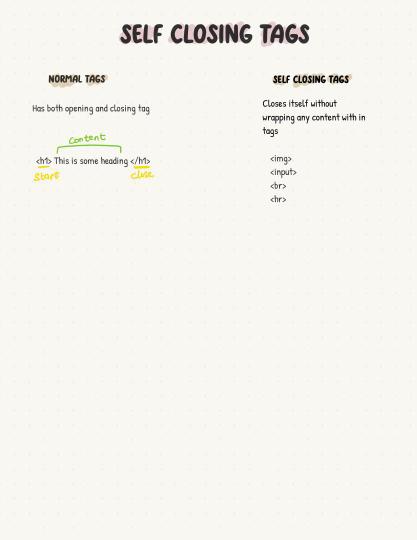 SELF CLOSING TAGS
NORMAL TAGS
Has both opening and closing tag
Content
<h1> This is some heading </h1>
Start
Close
SELF CLOSING TAGS
Closes itself without
wrapping any content with in
tags
<img>
<input>
<br>
<hr>